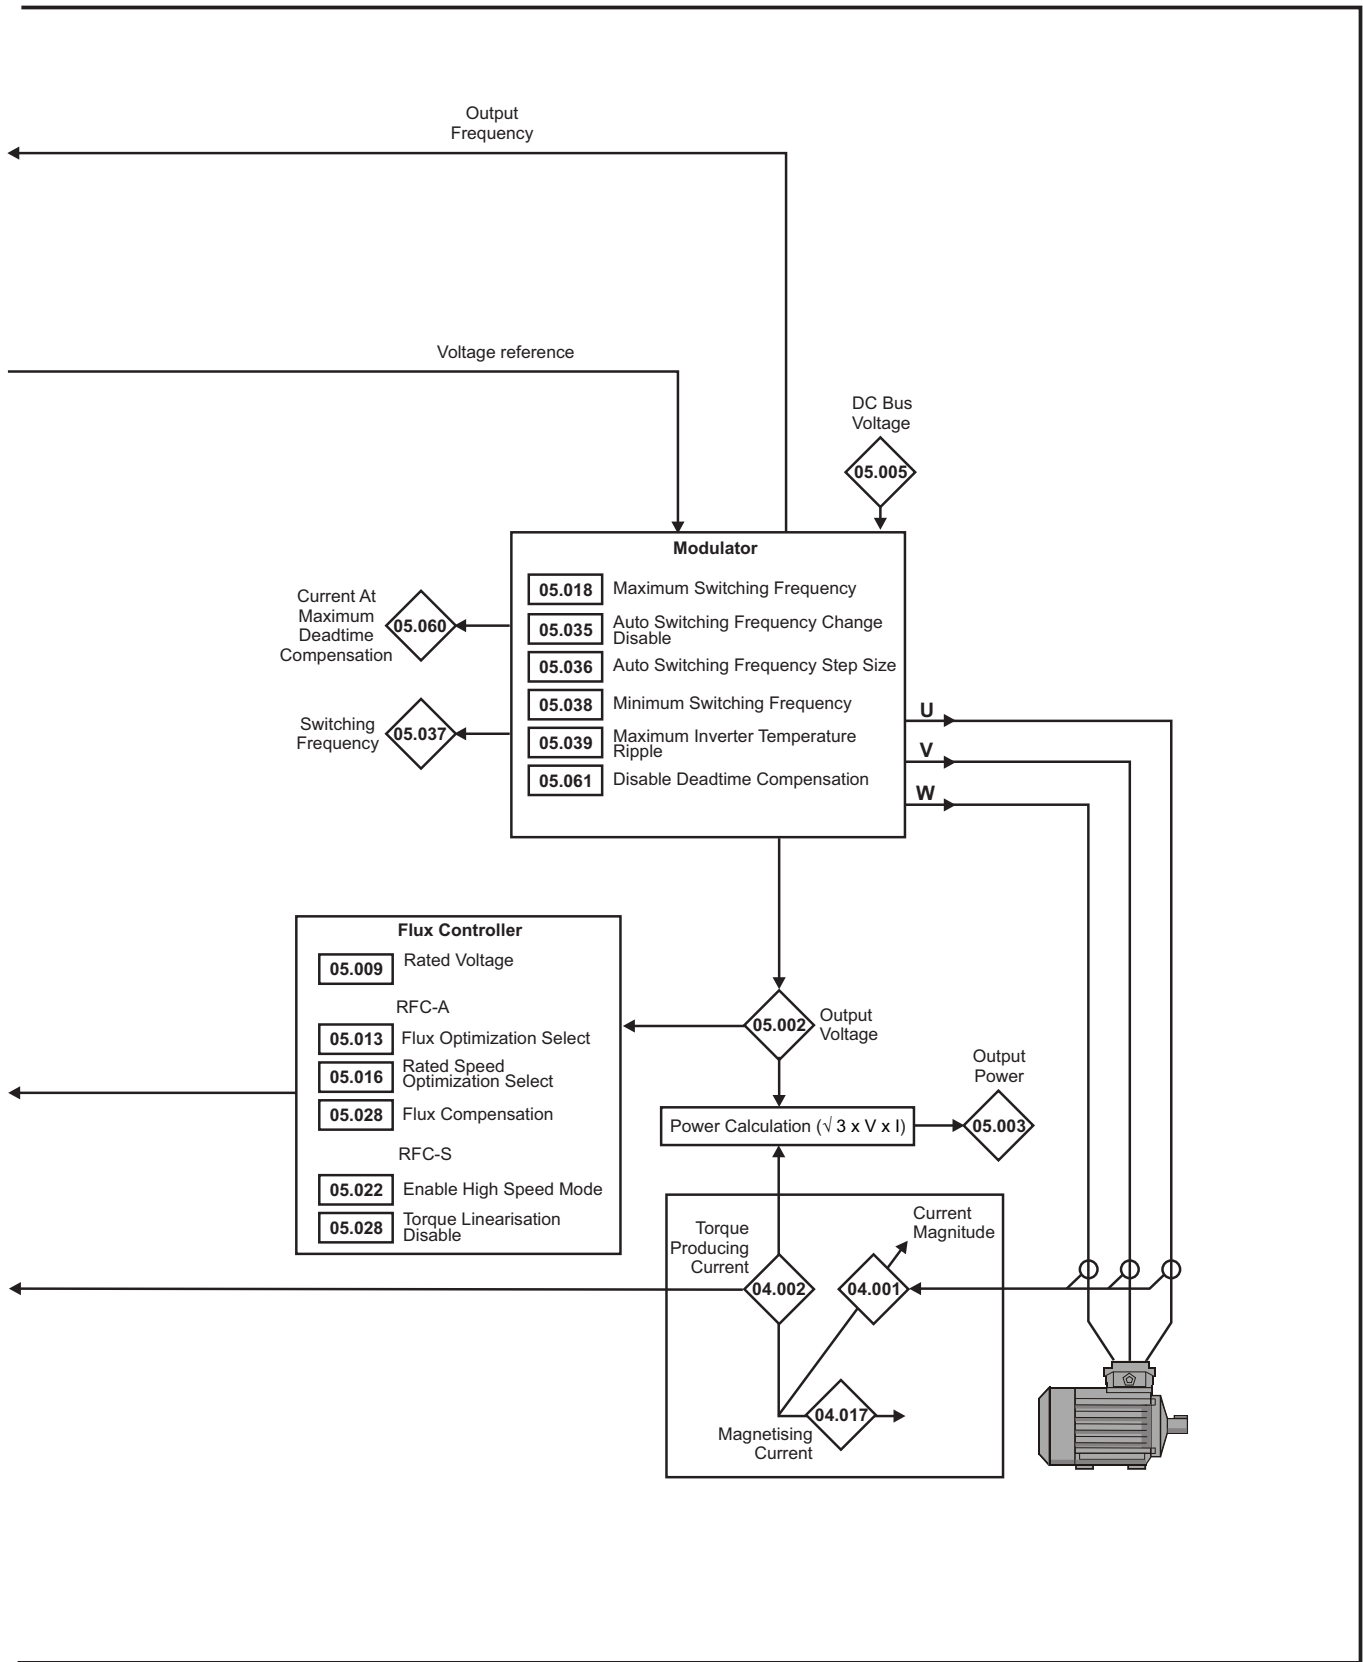 Output
Frequency
Voltage reference
DC Bus
Voltage
05.005
Modulator
05.018 Maximum Switching Frequency
05.035 Auto Switching Frequency Change
Disable
05.036 Auto Switching Frequency Step Size
05.038 Minimum Switching Frequency
05.039 Maximum Inverter Temperature
Ripple
05.061 Disable Deadtime Compensation
Current At
Maximum
Deadtime
Compensation
05.060
Switching
Frequency
05.037
U
V
W
Flux Controller
05.009 Rated Voltage
RFC-A
05.013 Flux Optimization Select
05.016 Rated Speed
Optimization Select
05.028 Flux Compensation
RFC-S
05.022 Enable High Speed Mode
05.028 Torque Linearisation
Disable
05.002
Output
Voltage
Output
Power
Power Calculation (√ 3 x V x I)
05.003
Torque
Producing
Current
04.002
Current
Magnitude
04.001
04.017
Magnetising
Current